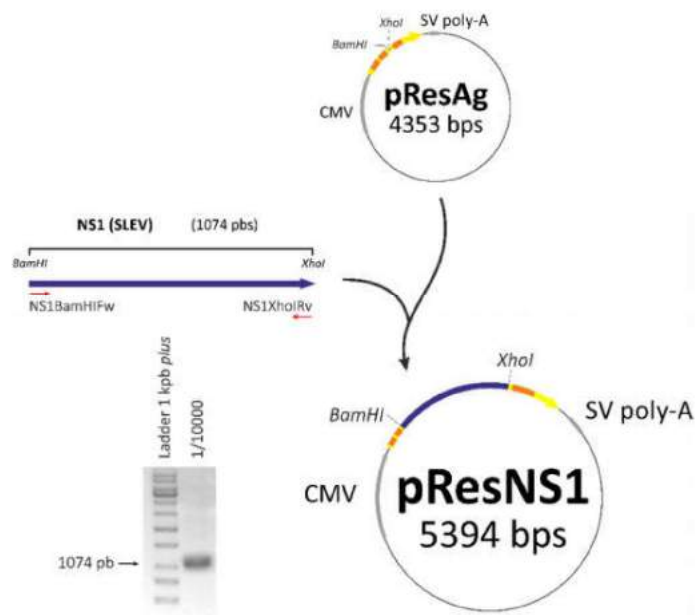 XhoI
SV poly-A
BamHI
pResAg
4353 bps
CMV
NS1 (SLEV) (1074 pbs)
BamHI
XhoI
NS1BamHIFw
NS1XhoIRv
XhoI
BamHI
SV poly-A
CMV
pResNS1
5394 bps
Ladder 1 kpb plus
1/10000
1074 pb